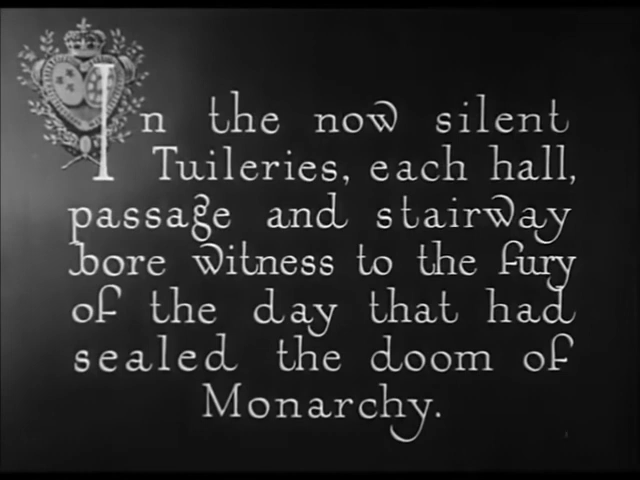 In the now silent
Tuileries, each hall,
passage and stairway
bore witness to the fury
of the day that had
sealed the doom of
Monarchy.